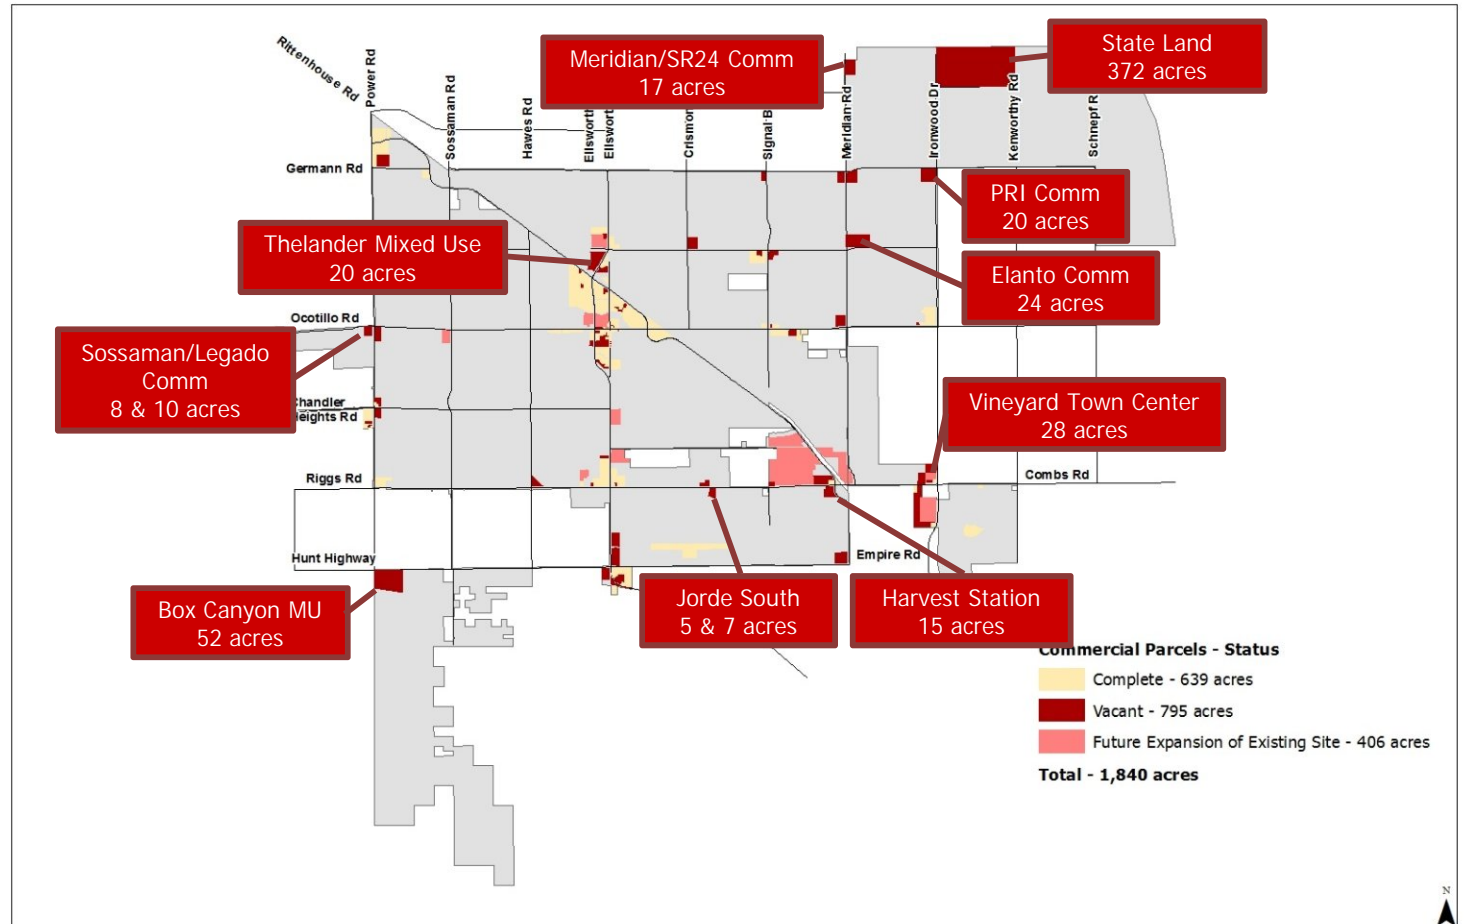 Rittenhouse Rd
Power Rd
Sossaman Rd
Hawes Rd
Ellsworth
Ellswort
Crismor
Signal B
Meridian Rd
Ironwood Dr
Kenworthy Rd
Schnepf R
Meridian/SR24 Comm
17 acres
State Land
372 acres
Germann Rd
PRI Comm
20 acres
Thelander Mixed Use
20 acres
Elanto Comm
24 acres
Ocotillo Rd
Sossaman/Legado
Comm
8 & 10 acres
Chandler
Heights Rd
Vineyard Town Center
28 acres
Riggs Rd
Combs Rd
Hunt Highway
Empire Rd
Box Canyon MU
52 acres
Jorde South
5 & 7 acres
Harvest Station
15 acres
Commercial Parcels - Status
Complete - 639 acres
Vacant - 795 acres
Future Expansion of Existing Site - 406 acres
Total - 1,840 acres
N